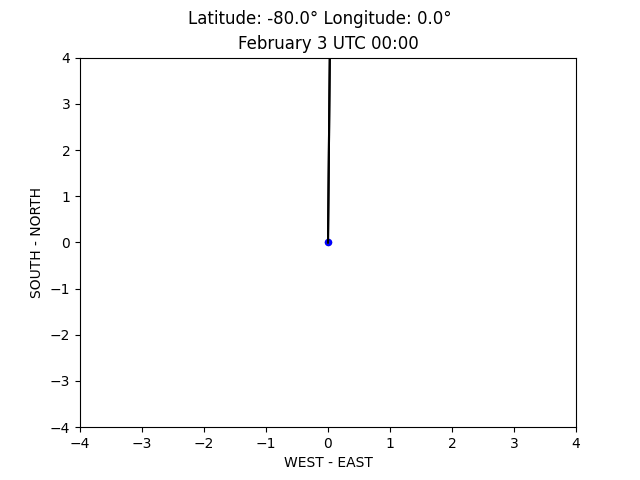 Latitude: -80.0° Longitude: 0.0°
February 3 UTC 00:00
4
3
2
1
0
−1
−2
−3
−4
SOUTH - NORTH
−4 −3 −2 −1 0 1 2 3 4
WEST - EAST